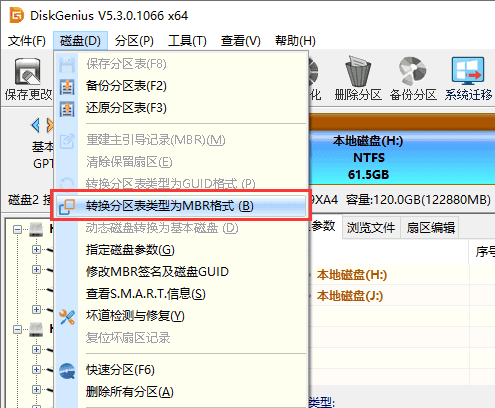 DiskGenius V5.3.0.1066 x64
文件(F) 磁盘(D) 分区(P) 工具(T) 查看(V) 帮助(H)
保存更改 化 删除分区 备份分区 系统迁移
保存分区表(F8)
备份分区表(F2)
还原分区表(F3)
重建主引导记录(MBR)(M)
清除保留扇区(E)
转换分区表类型为GUID格式 (P)
转换分区表类型为MBR格式 (B)
动态磁盘转换为基本磁盘 (D)
指定磁盘参数(G)
修改MBR签名及磁盘GUID
查看S.M.A.R.T.信息(S)
坏道检测与修复(Y)
复位坏扇区记录
快速分区(F6)
删除所有分区(A)
基本
GPT
本地磁盘(H:)
NTFS
61.5GB
磁盘2 接 9XA4 容量:120.0GB(122880MB)
参数 浏览文件 扇区编辑
序号
本地磁盘(H:)
本地磁盘(J:)
类型: